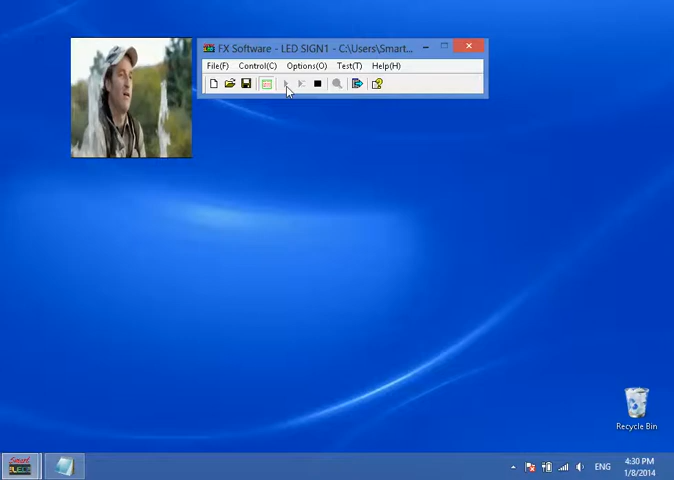 FX Software - LED SIGN1 - C:\Users\Smart...
File(F) Control(C) Options(O) Test(T) Help(H)
Recycle Bin
Smart
ENG
4:30 PM
1/8/2014